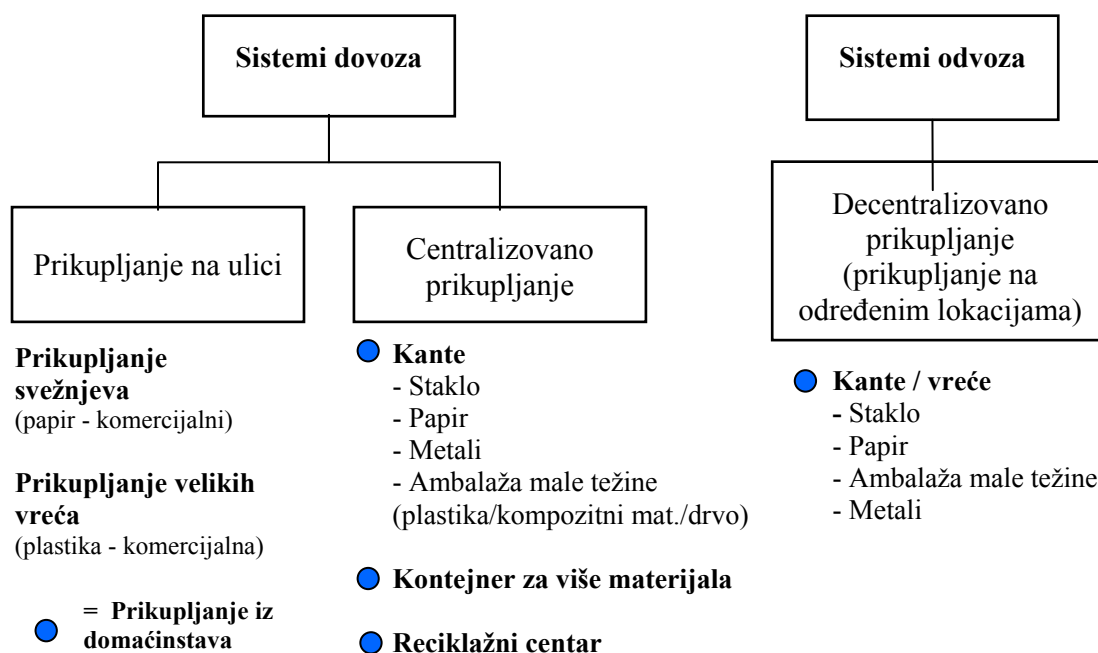 Sistemi dovoza
Sistemi odvoza
Prikupljanje na ulici
Centralizovano
prikupljanje
Decentralizovano
prikupljanje
(prikupljanje na
određenim lokacijama)
Prikupljanje
svežnjeva
(papir - komercijalni)
Prikupljanje velikih
vreća
(plastika - komercijalna)
= Prikupljanje iz
domaćinstava
Kante
- Staklo
- Papir
- Metali
- Ambalaža male težine
(plastika/kompozitni mat./drvo)
Kontejner za više materijala
Reciklažni centar
Kante / vreće
- Staklo
- Papir
- Ambalaža male težine
- Metali